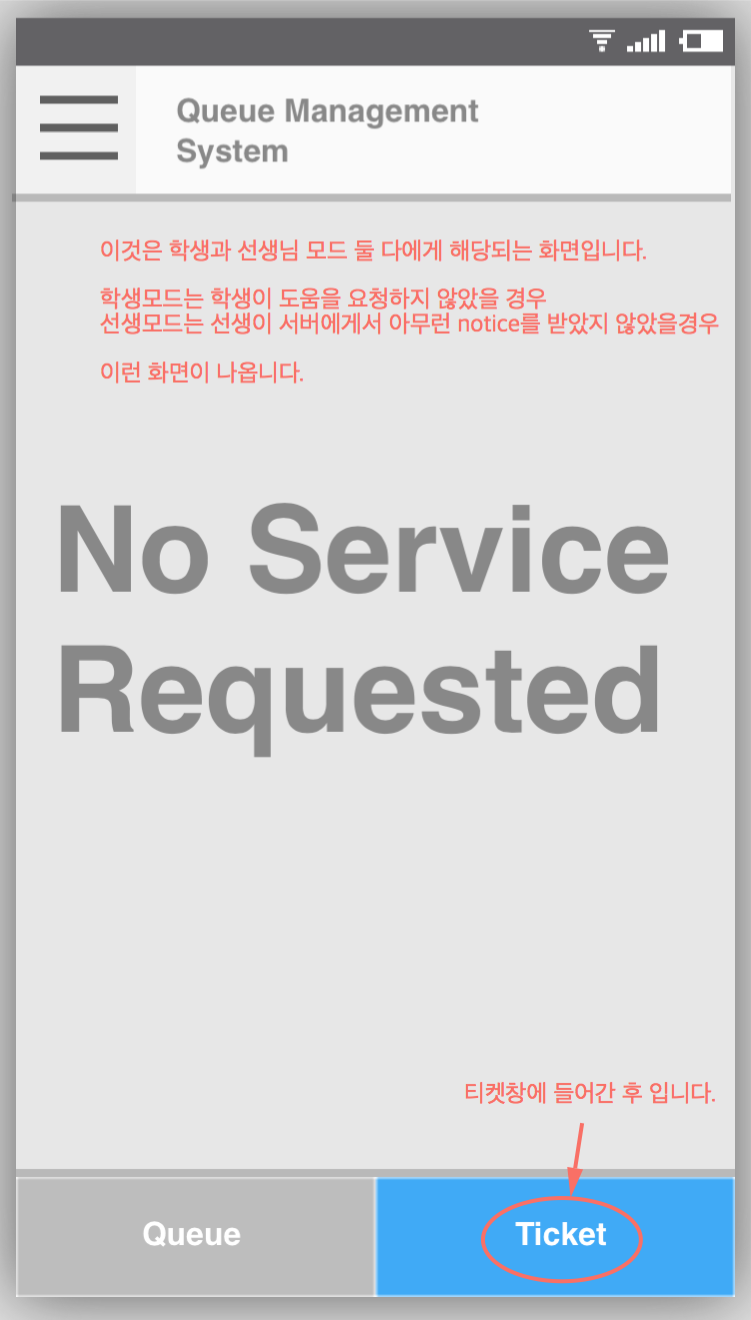 Queue Management
System
이것은 학생과 선생님 모드 둘 다에게 해당되는 화면입니다.
학생모드는 학생이 도움을 요청하지 않았을 경우
선생모드는 선생이 서버에게서 아무런 notice를 받았지 않았을경우
이런 화면이 나옵니다.
No Service
Requested
티켓창에 들어간 후 입니다.
Queue
Ticket